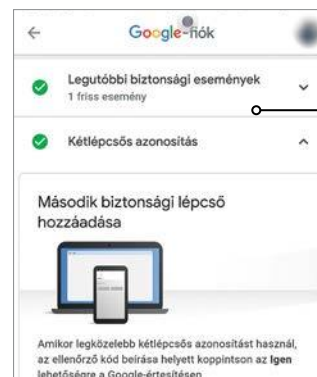 Google-fiók
Legutóbbi biztonsági események
1 friss esemény
Kétlépcsős azonosítás
Második biztonsági lépcső
hozzáadása
Amikor legközelebb kétlépcsős azonosítást használ,
az ellenőrző kód beírása helyett koppintson az Igen
lehetőségre a Google-értesítésen